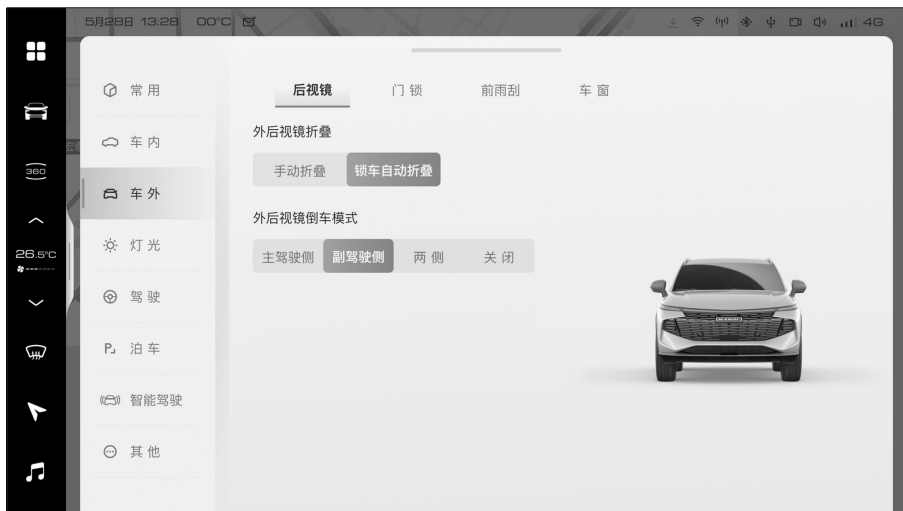 5月28日 13:28 00°C
4G
常用
车内
车外
灯光
驾驶
P 泊车
智能驾驶
其他
360
26.5°C
后视镜 门锁 前雨刮 车窗
外后视镜折叠
手动折叠 锁车自动折叠
外后视镜倒车模式
主驾驶侧 副驾驶侧 两侧 关闭